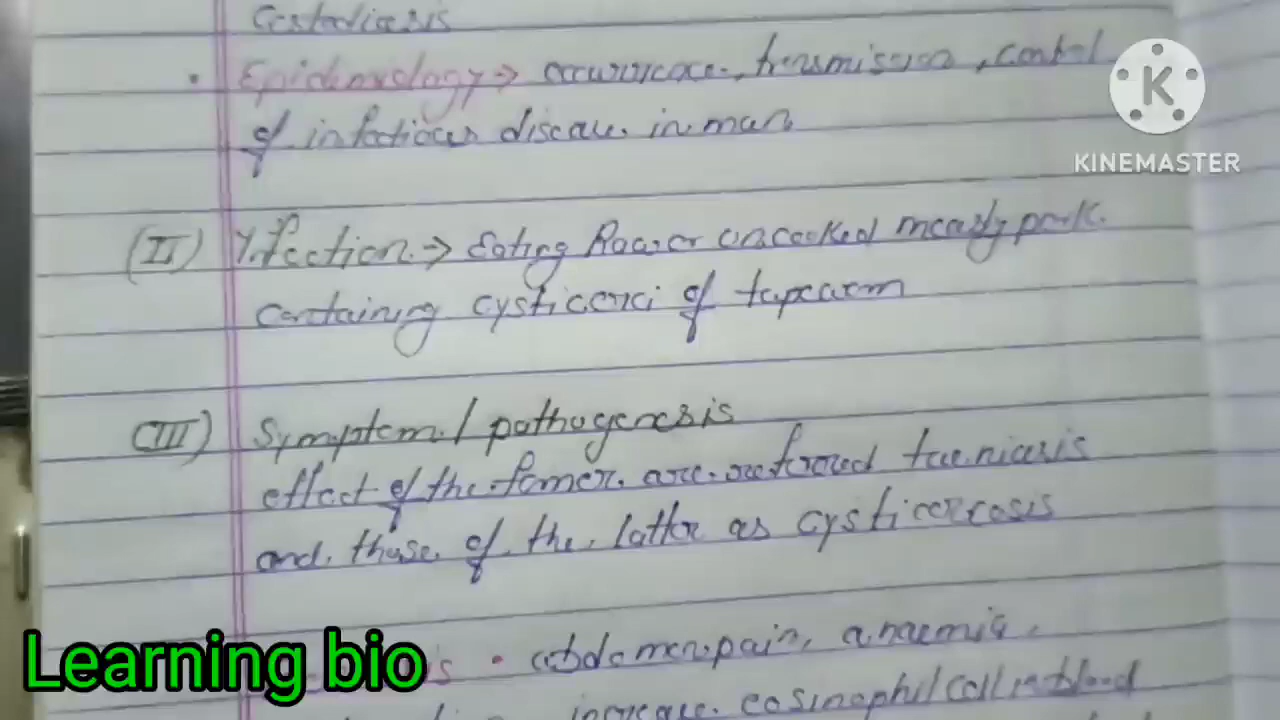 Cestodiasis
• Epidemiology → occurrence, transmission, control
of infectious disease in man
(II) Infection → Eating Raw or uncooked measly pork
containing cysticerci of tapeworm
(III) Symptom / pathogenesis
effect of the former are referred taeniasis
and those of the latter as cysticercosis
• abdomen pain, anaemia,
increase eosinophil cell in blood
K
KINEMASTER
Learning bio